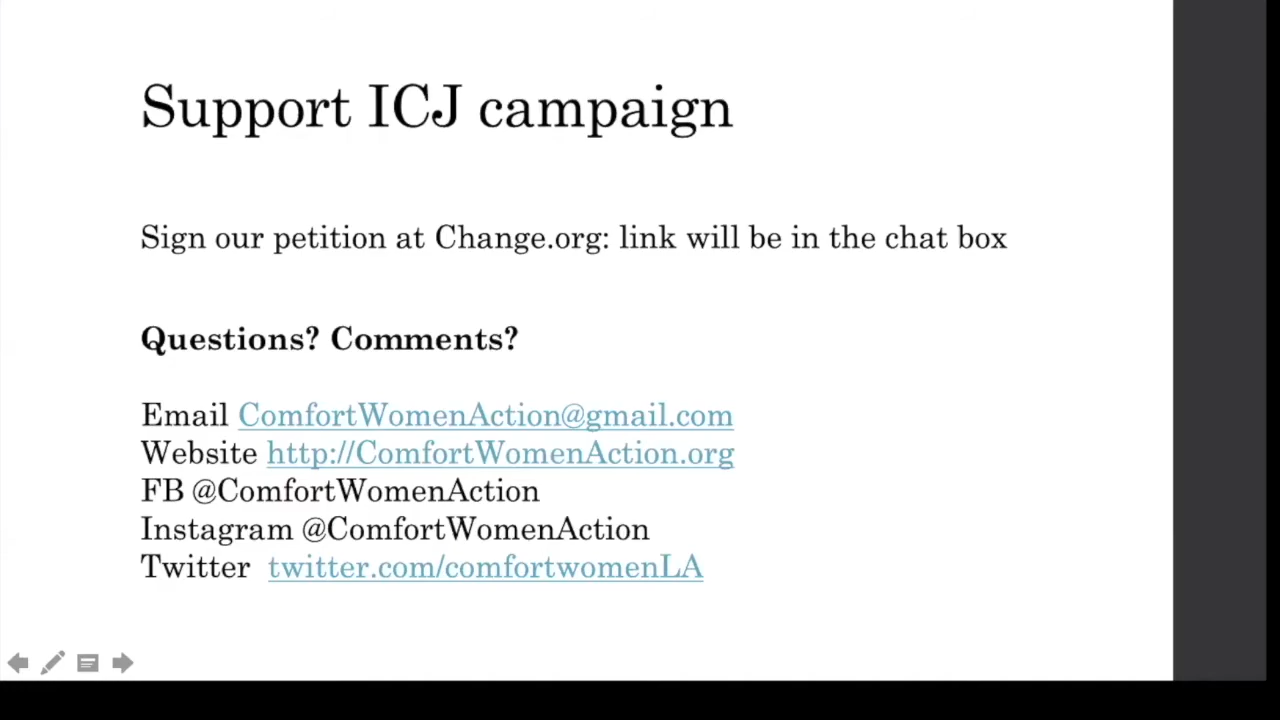 Support ICJ campaign
Sign our petition at Change.org: link will be in the chat box
Questions? Comments?
Email ComfortWomenAction@gmail.com
Website http://ComfortWomenAction.org
FB @ComfortWomenAction
Instagram @ComfortWomenAction
Twitter twitter.com/comfortwomenLA